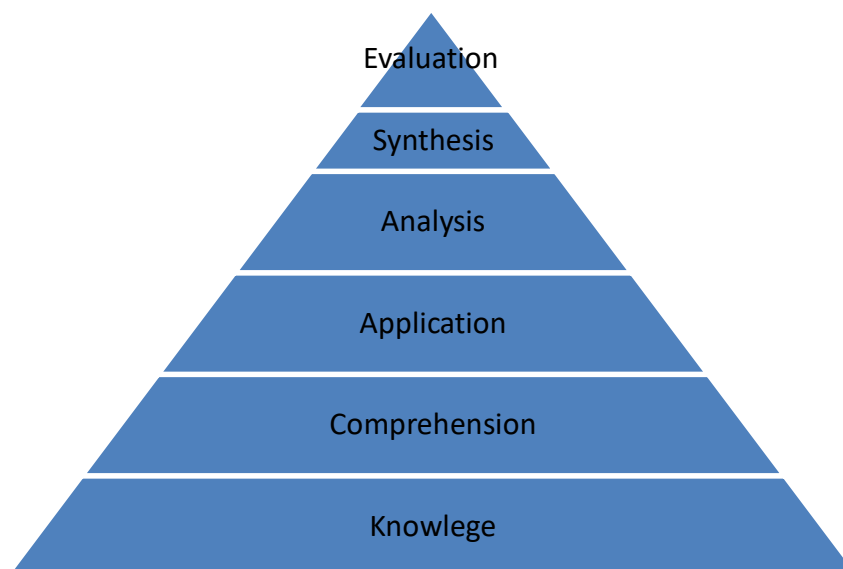 Evaluation
Synthesis
Analysis
Application
Comprehension
Knowlege